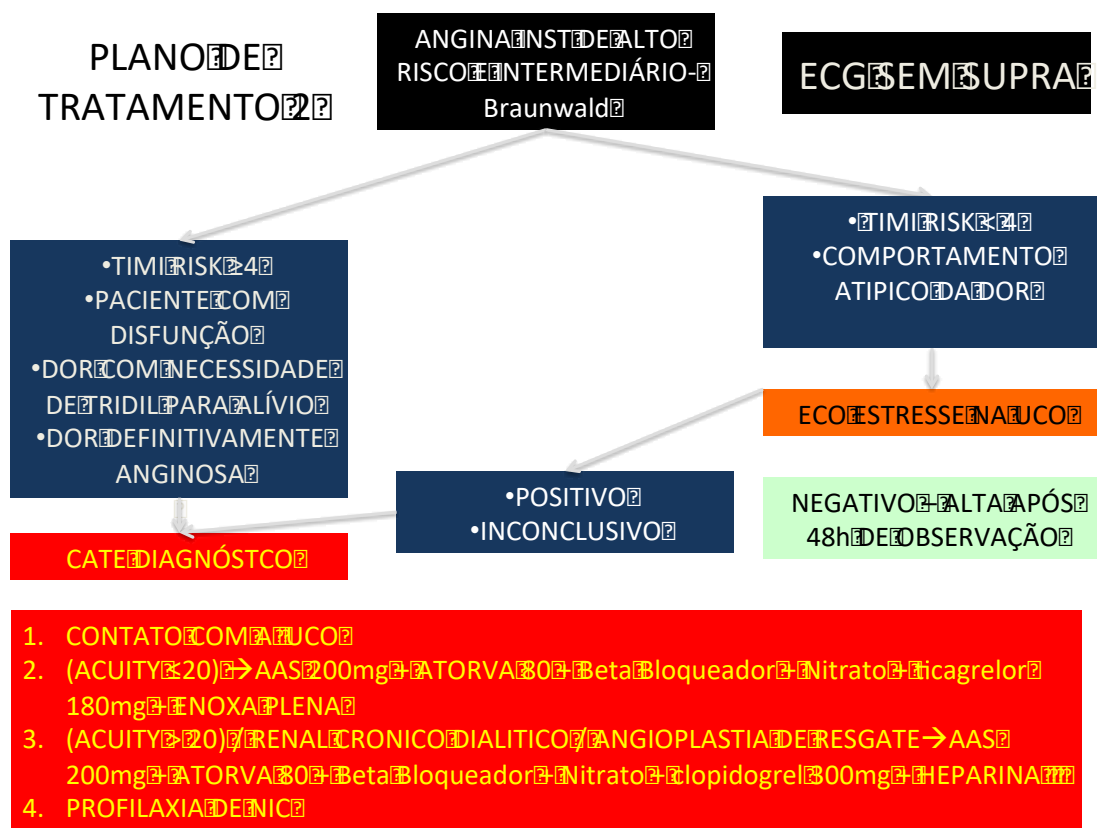 PLANO DE
TRATAMENTO 2
ANGINA INST DE ALTO
RISCO E INTERMEDIÁRIO-
Braunwald
ECG SEM SUPRA
•TIMI RISK ≥4
•PACIENTE COM
DISFUNÇÃO
•DOR COM NECESSIDADE
DE TRIDIL PARA ALÍVIO
•DOR DEFINITIVAMENTE
ANGINOSA
• TIMI RISK < 4
•COMPORTAMENTO
ATIPICO DA DOR
ECO ESTRESSE NA UCO
•POSITIVO
•INCONCLUSIVO
NEGATIVO – ALTA APÓS
48h DE OBSERVAÇÃO
CATE DIAGNÓSTCO
1. CONTATO COM A UCO
2. (ACUITY ≤20) → AAS 200mg + ATORVA 80 + Beta Bloqueador + Nitrato + ticagrelor
180mg + ENOXA PLENA
3. (ACUITY > 20) / RENAL CRONICO DIALITICO / ANGIOPLASTIA DE RESGATE→ AAS
200mg + ATORVA 80 + Beta Bloqueador + Nitrato + clopidogrel 300mg + HEPARINA
4. PROFILAXIA DE NIC